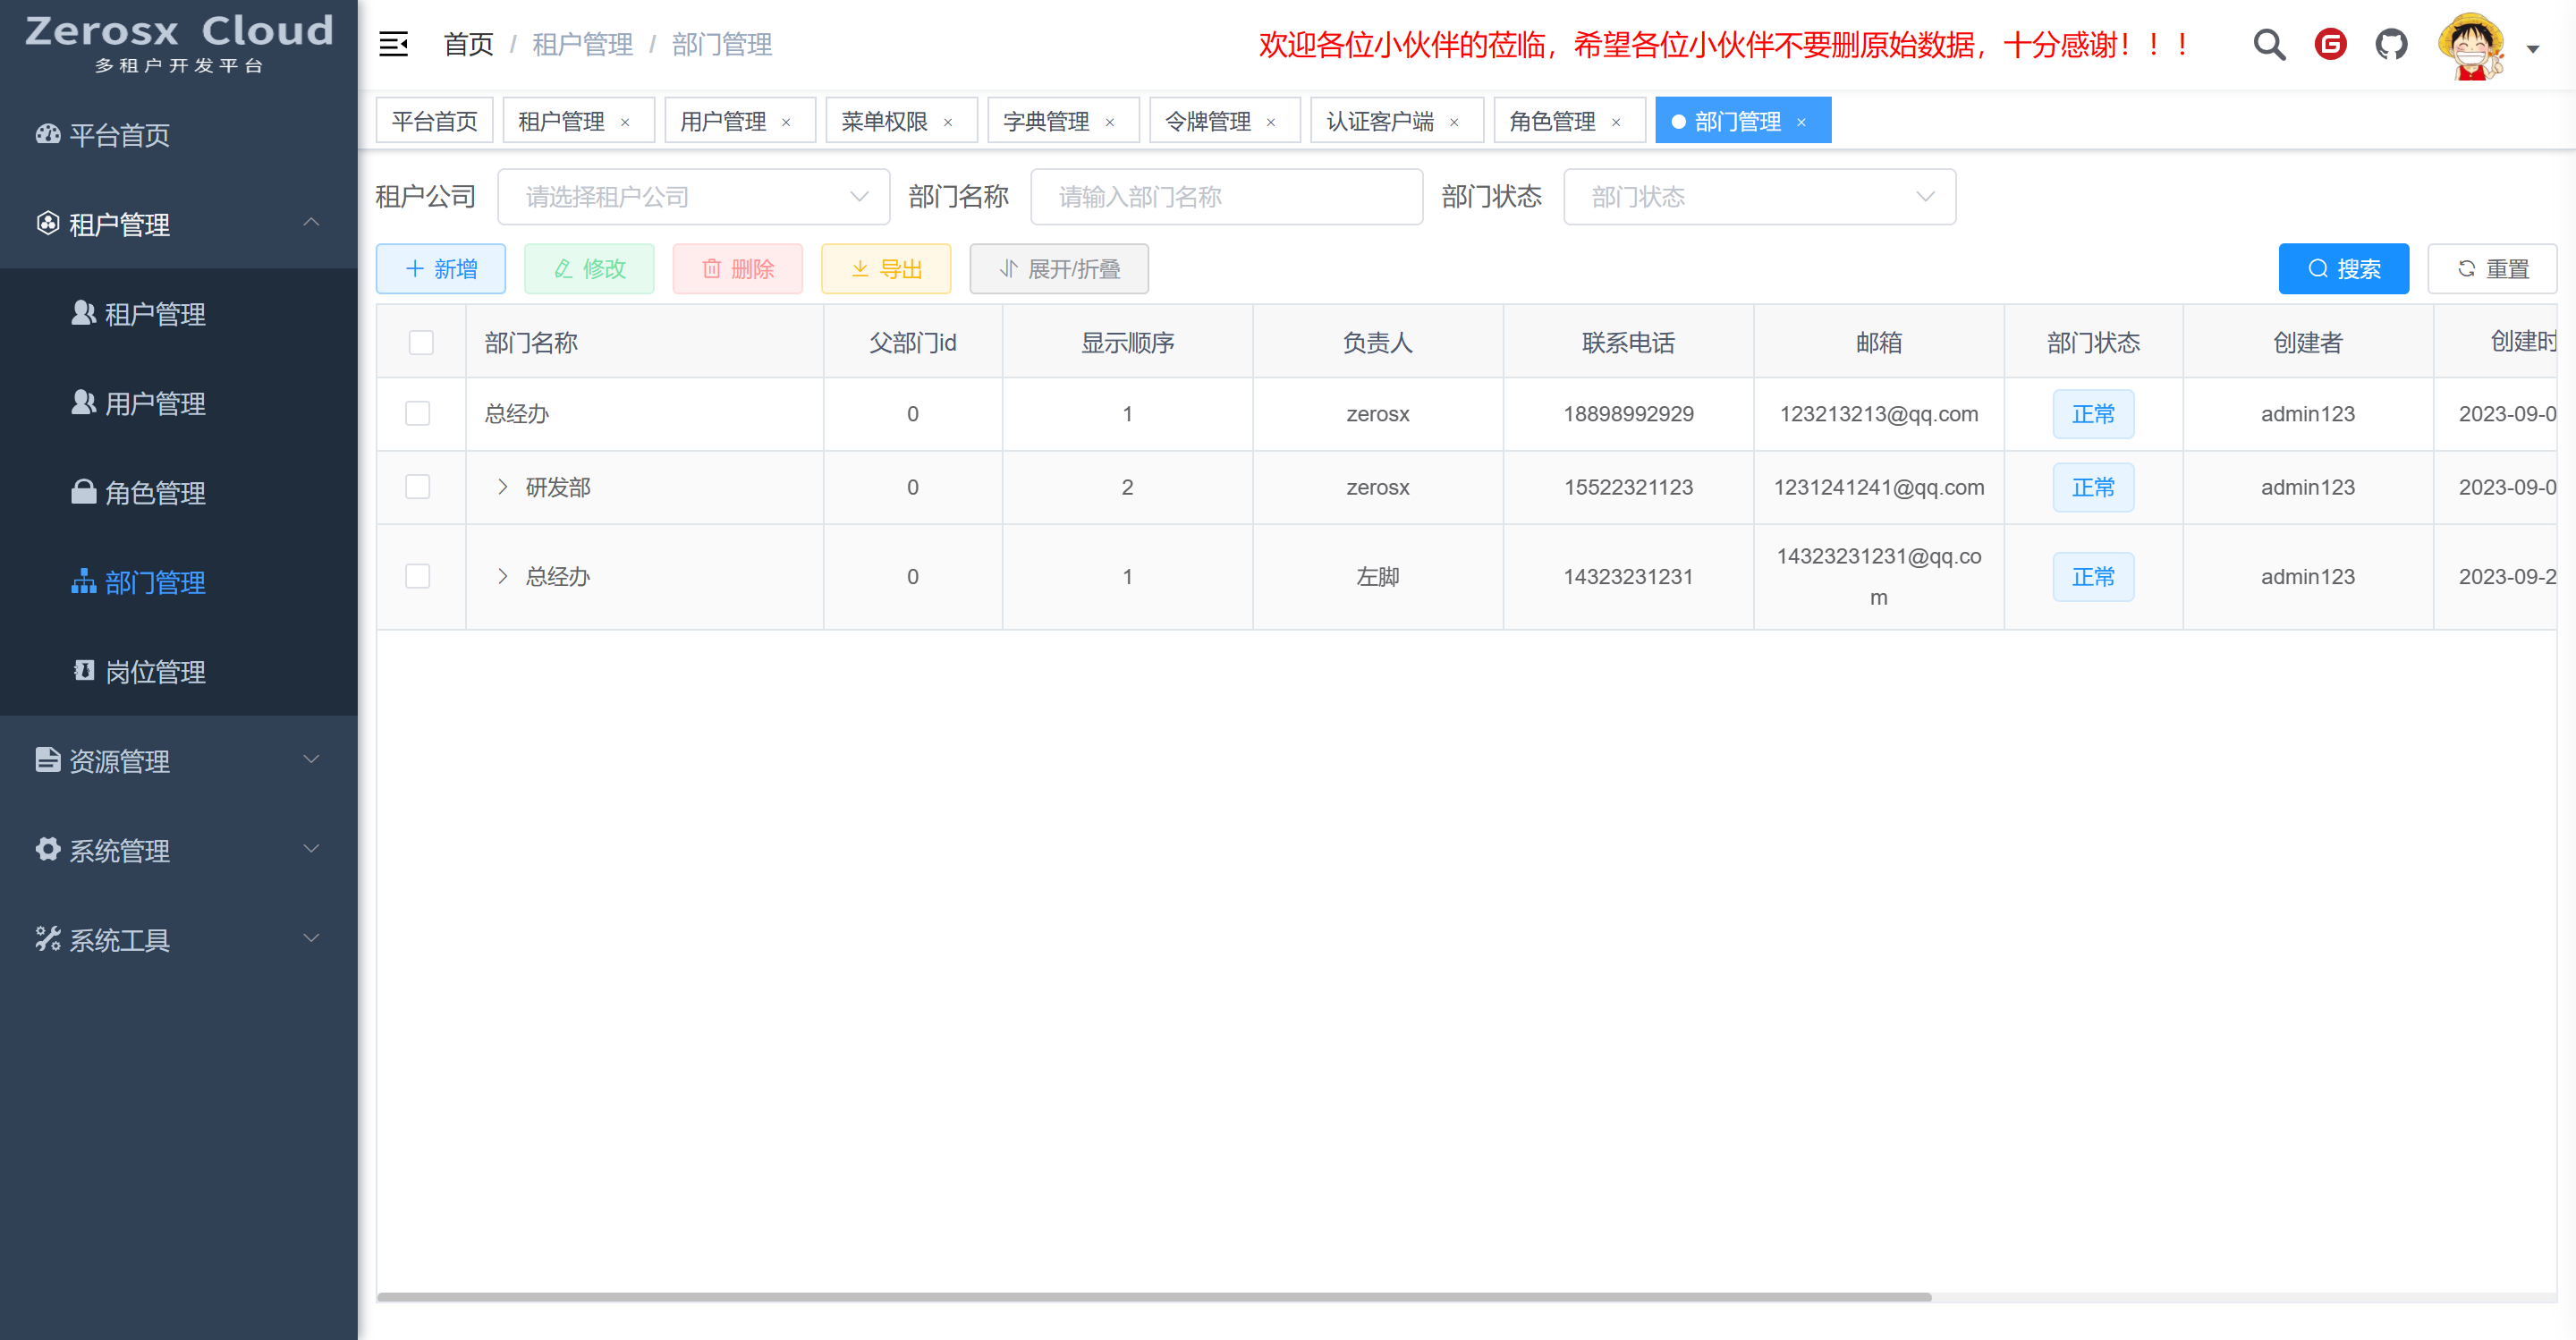 Zerosx Cloud
多租户开发平台
首页 / 租户管理 / 部门管理
欢迎各位小伙伴的莅临，希望各位小伙伴不要删原始数据，十分感谢！！！
平台首页 租户管理 × 用户管理 × 菜单权限 × 字典管理 × 令牌管理 × 认证客户端 × 角色管理 × 部门管理 ×
平台首页
租户管理
租户管理
用户管理
角色管理
部门管理
岗位管理
资源管理
系统管理
系统工具
租户公司 请选择租户公司 部门名称 请输入部门名称 部门状态 部门状态
新增 修改 删除 导出 展开/折叠 搜索 重置
部门名称 父部门id 显示顺序 负责人 联系电话 邮箱 部门状态 创建者 创建时
总经办 0 1 zerosx 18898992929 123213213@qq.com 正常 admin123 2023-09-0
研发部 0 2 zerosx 15522321123 1231241241@qq.com 正常 admin123 2023-09-0
总经办 0 1 左脚 14323231231 14323231231@qq.co 正常 admin123 2023-09-2
m